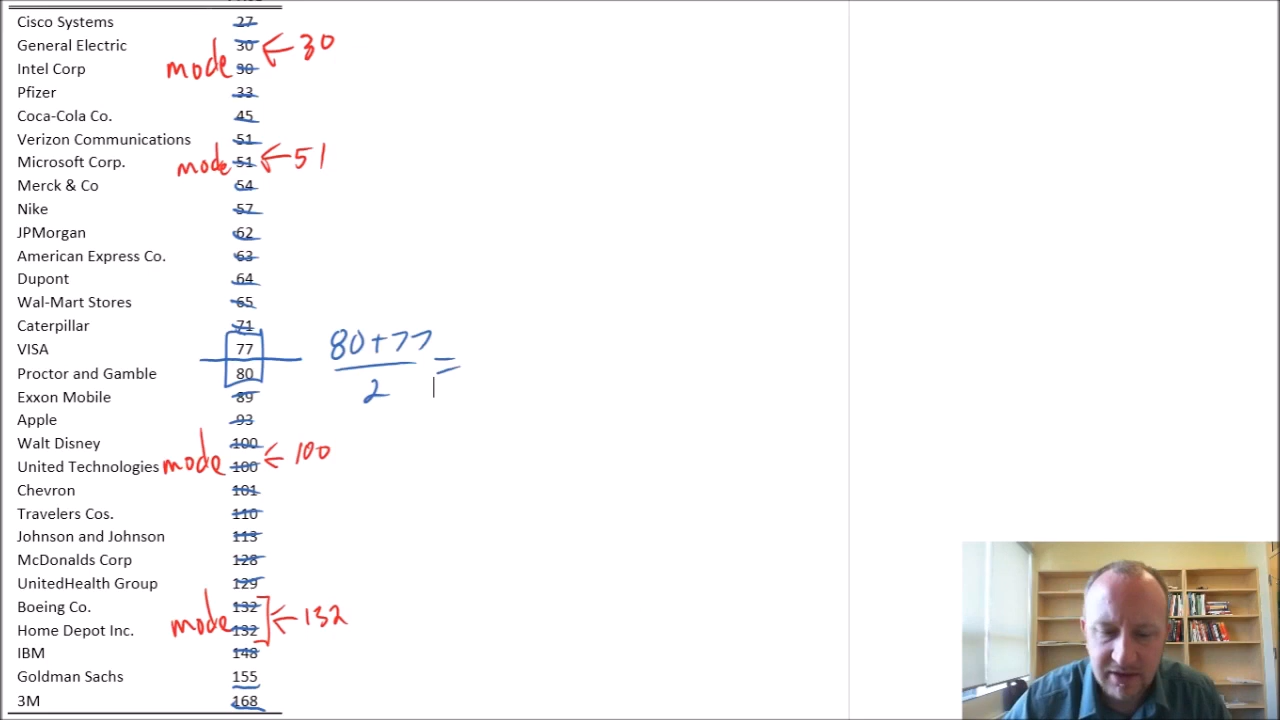 Cisco Systems 27
General Electric 30 ← 30
mode
Intel Corp 30
Pfizer 33
Coca-Cola Co. 45
Verizon Communications 51
mode ← 51
Microsoft Corp. 51
Merck & Co 54
Nike 57
JPMorgan 62
American Express Co. 63
Dupont 64
Wal-Mart Stores 65
Caterpillar 71
VISA 77
80+77
2
=
Proctor and Gamble 80
Exxon Mobile 89
Apple 93
Walt Disney 100
mode ← 100
United Technologies 100
Chevron 101
Travelers Cos. 110
Johnson and Johnson 113
McDonalds Corp 128
UnitedHealth Group 129
Boeing Co. 132
mode ← 132
Home Depot Inc. 132
IBM 148
Goldman Sachs 155
3M 168